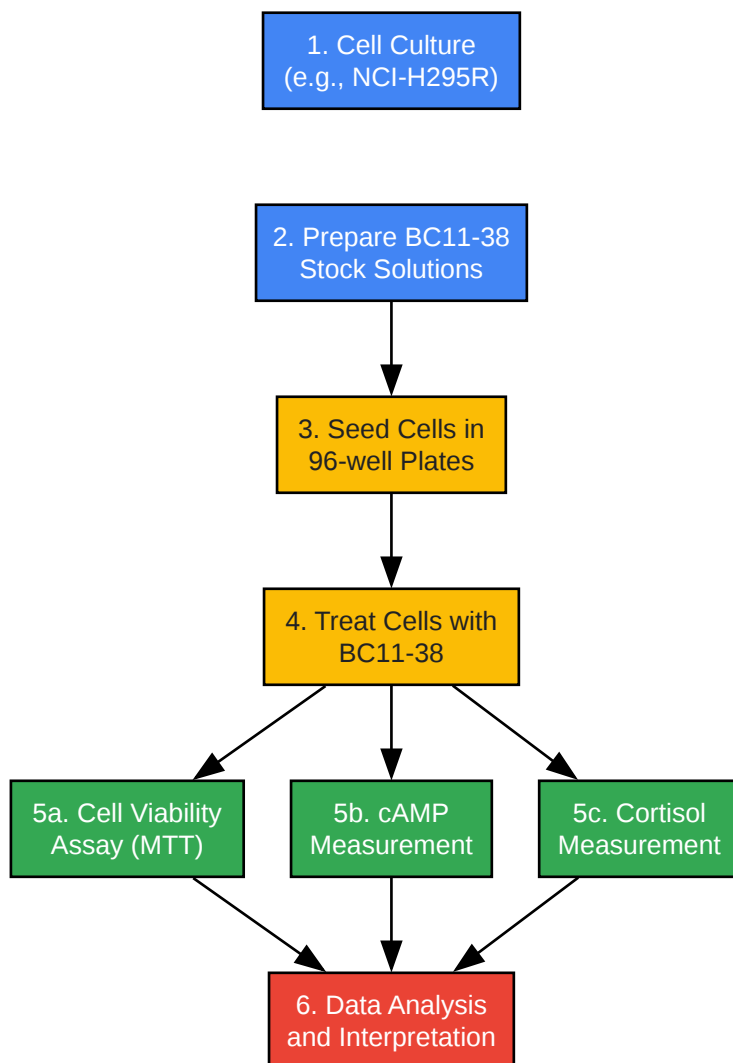 1. Cell Culture
(e.g., NCI-H295R)
2. Prepare BC11-38
Stock Solutions
3. Seed Cells in
96-well Plates
4. Treat Cells with
BC11-38
5a. Cell Viability
Assay (MTT)
5b. cAMP
Measurement
5c. Cortisol
Measurement
6. Data Analysis
and Interpretation